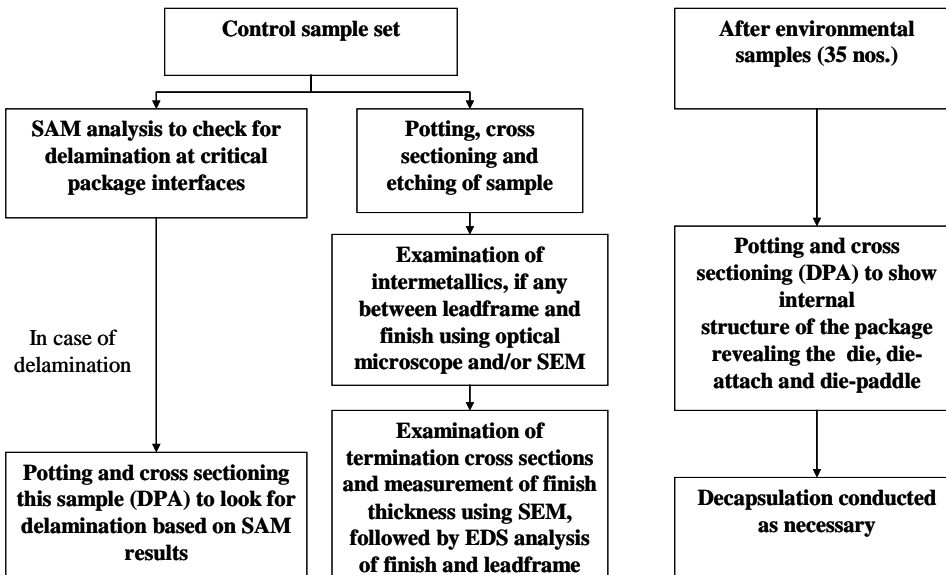 Control sample set
After environmental
samples (35 nos.)
SAM analysis to check for
delamination at critical
package interfaces
Potting, cross
sectioning and
etching of sample
Examination of
intermetallics, if any
between leadframe and
finish using optical
microscope and/or SEM
Potting and cross
sectioning (DPA) to show
internal
structure of the package
revealing the die, die-
attach and die-paddle
In case of
delamination
Potting and cross sectioning
this sample (DPA) to look for
delamination based on SAM
results
Examination of
termination cross sections
and measurement of finish
thickness using SEM,
followed by EDS analysis
of finish and leadframe
Decapsulation conducted
as necessary